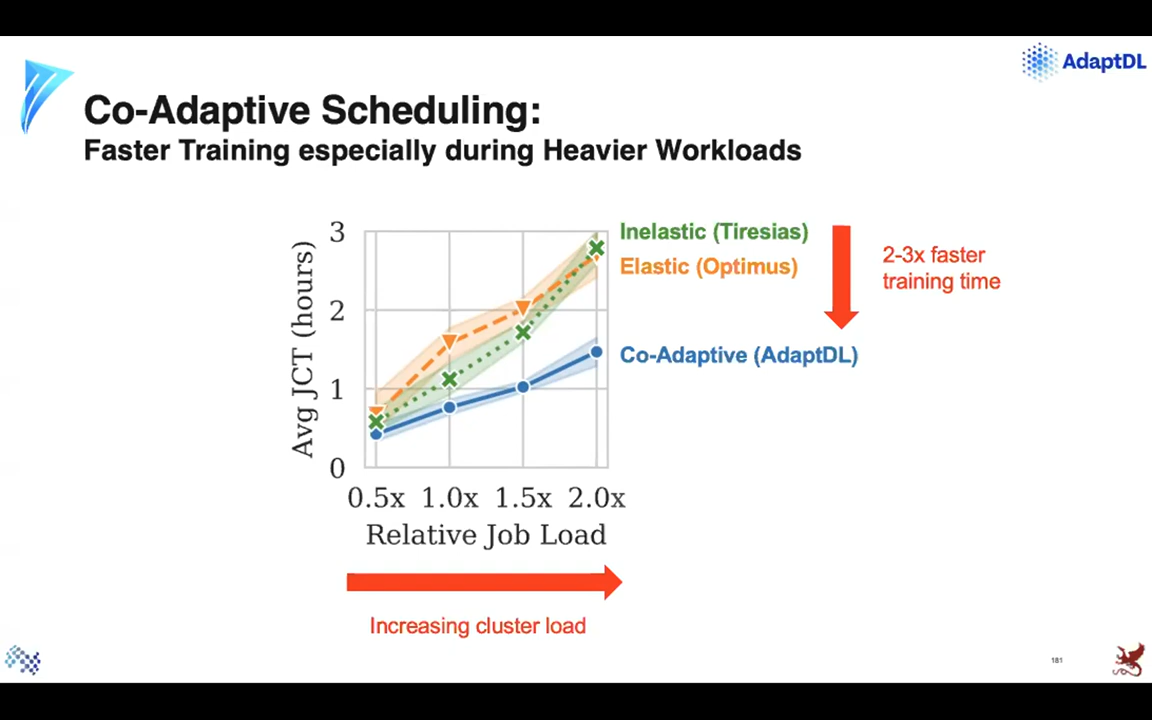 AdaptDL
Co-Adaptive Scheduling:
Faster Training especially during Heavier Workloads
Avg JCT (hours)
3
2
1
0
0.5x 1.0x 1.5x 2.0x
Relative Job Load
Inelastic (Tiresias)
Elastic (Optimus)
Co-Adaptive (AdaptDL)
2-3x faster
training time
Increasing cluster load
181